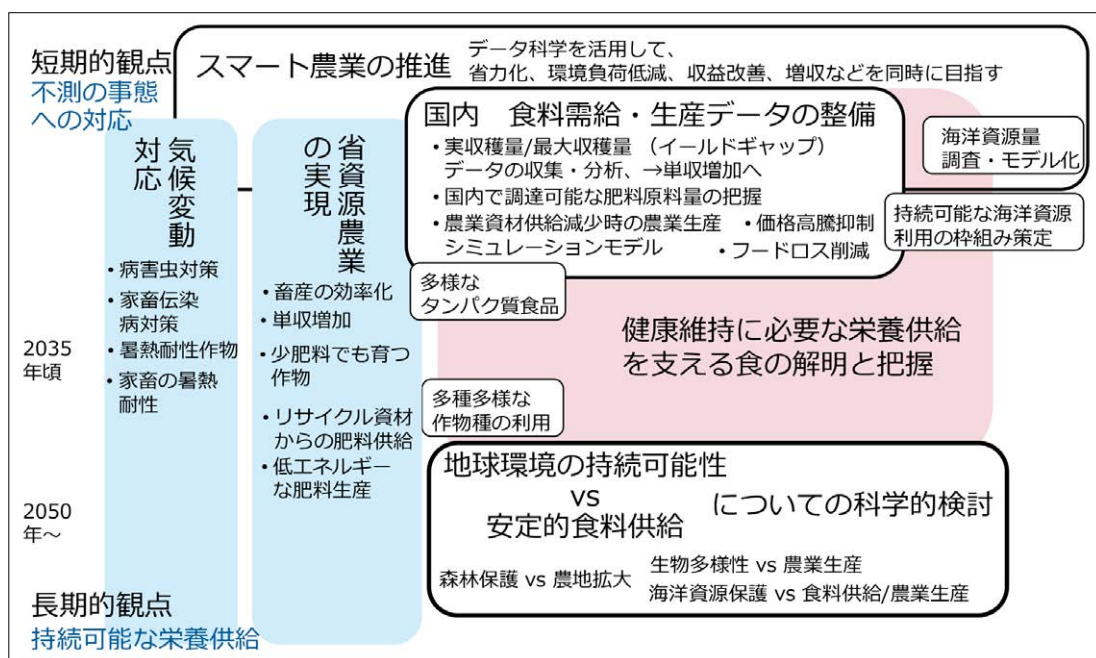 短期的観点
不測の事態
への対応
スマート農業の推進
データ科学を活用して、
省力化、環境負荷低減、収益改善、増収などを同時に目指す
気候変動
対応
・病害虫対策
・家畜伝染
病対策
・暑熱耐性作物
・家畜の暑熱
耐性
省資源農業
の実現
・畜産の効率化
・単収増加
・少肥料でも育つ
作物
・リサイクル資材
からの肥料供給
・低エネルギー
な肥料生産
国内 食料需給・生産データの整備
・実収穫量/最大収穫量 （イールドギャップ）
データの収集・分析、→単収増加へ
・国内で調達可能な肥料原料量の把握
・農業資材供給減少時の農業生産
シミュレーションモデル
・価格高騰抑制
・フードロス削減
海洋資源量
調査・モデル化
持続可能な海洋資源
利用の枠組み策定
多様な
タンパク質食品
健康維持に必要な栄養供給
を支える食の解明と把握
多種多様な
作物種の利用
2035
年頃
2050
年～
地球環境の持続可能性
vs
安定的食料供給
についての科学的検討
森林保護 vs 農地拡大
生物多様性 vs 農業生産
海洋資源保護 vs 食料供給/農業生産
長期的観点
持続可能な栄養供給